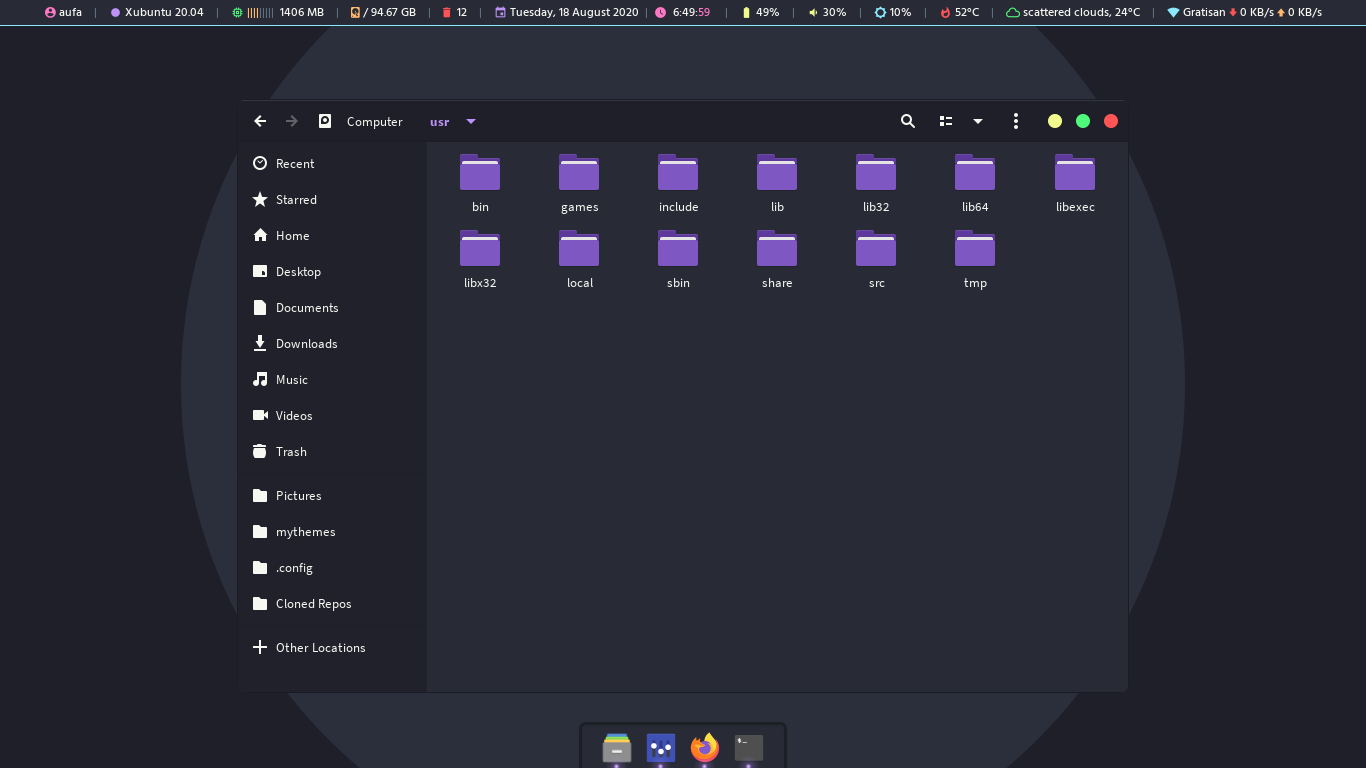 aufa | Xubuntu 20.04 | 1406 MB | / 94.67 GB | 12 | Tuesday, 18 August 2020 | 6:49:59 | 49% | 30% | 10% | 52°C | scattered clouds, 24°C | Gratisan 0 KB/s 0 KB/s
Computer usr
Recent
Starred
Home
Desktop
Documents
Downloads
Music
Videos
Trash
Pictures
mythemes
.config
Cloned Repos
Other Locations
bin games include lib lib32 lib64 libexec
libx32 local sbin share src tmp